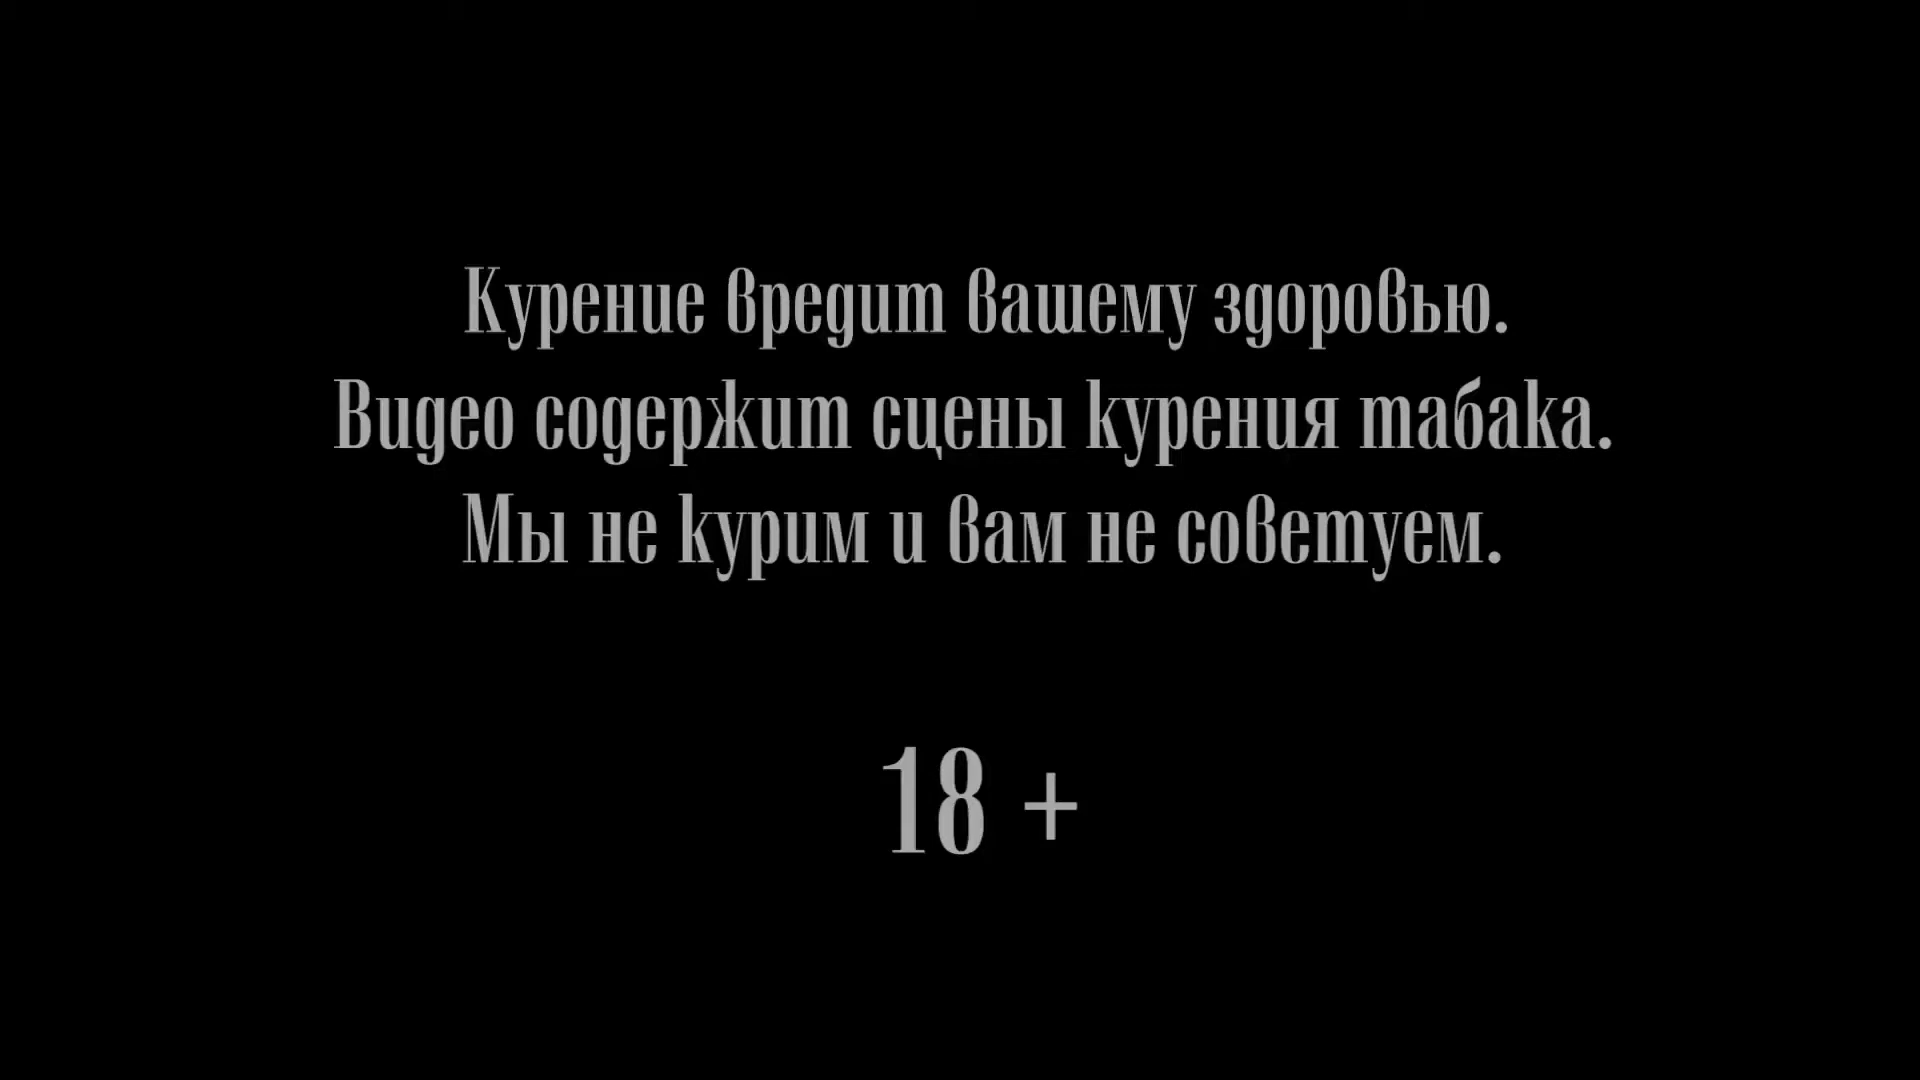 Курение вредит вашему здоровью.
Видео содержит сцены курения табака.
Мы не курим и вам не советуем.
18 +